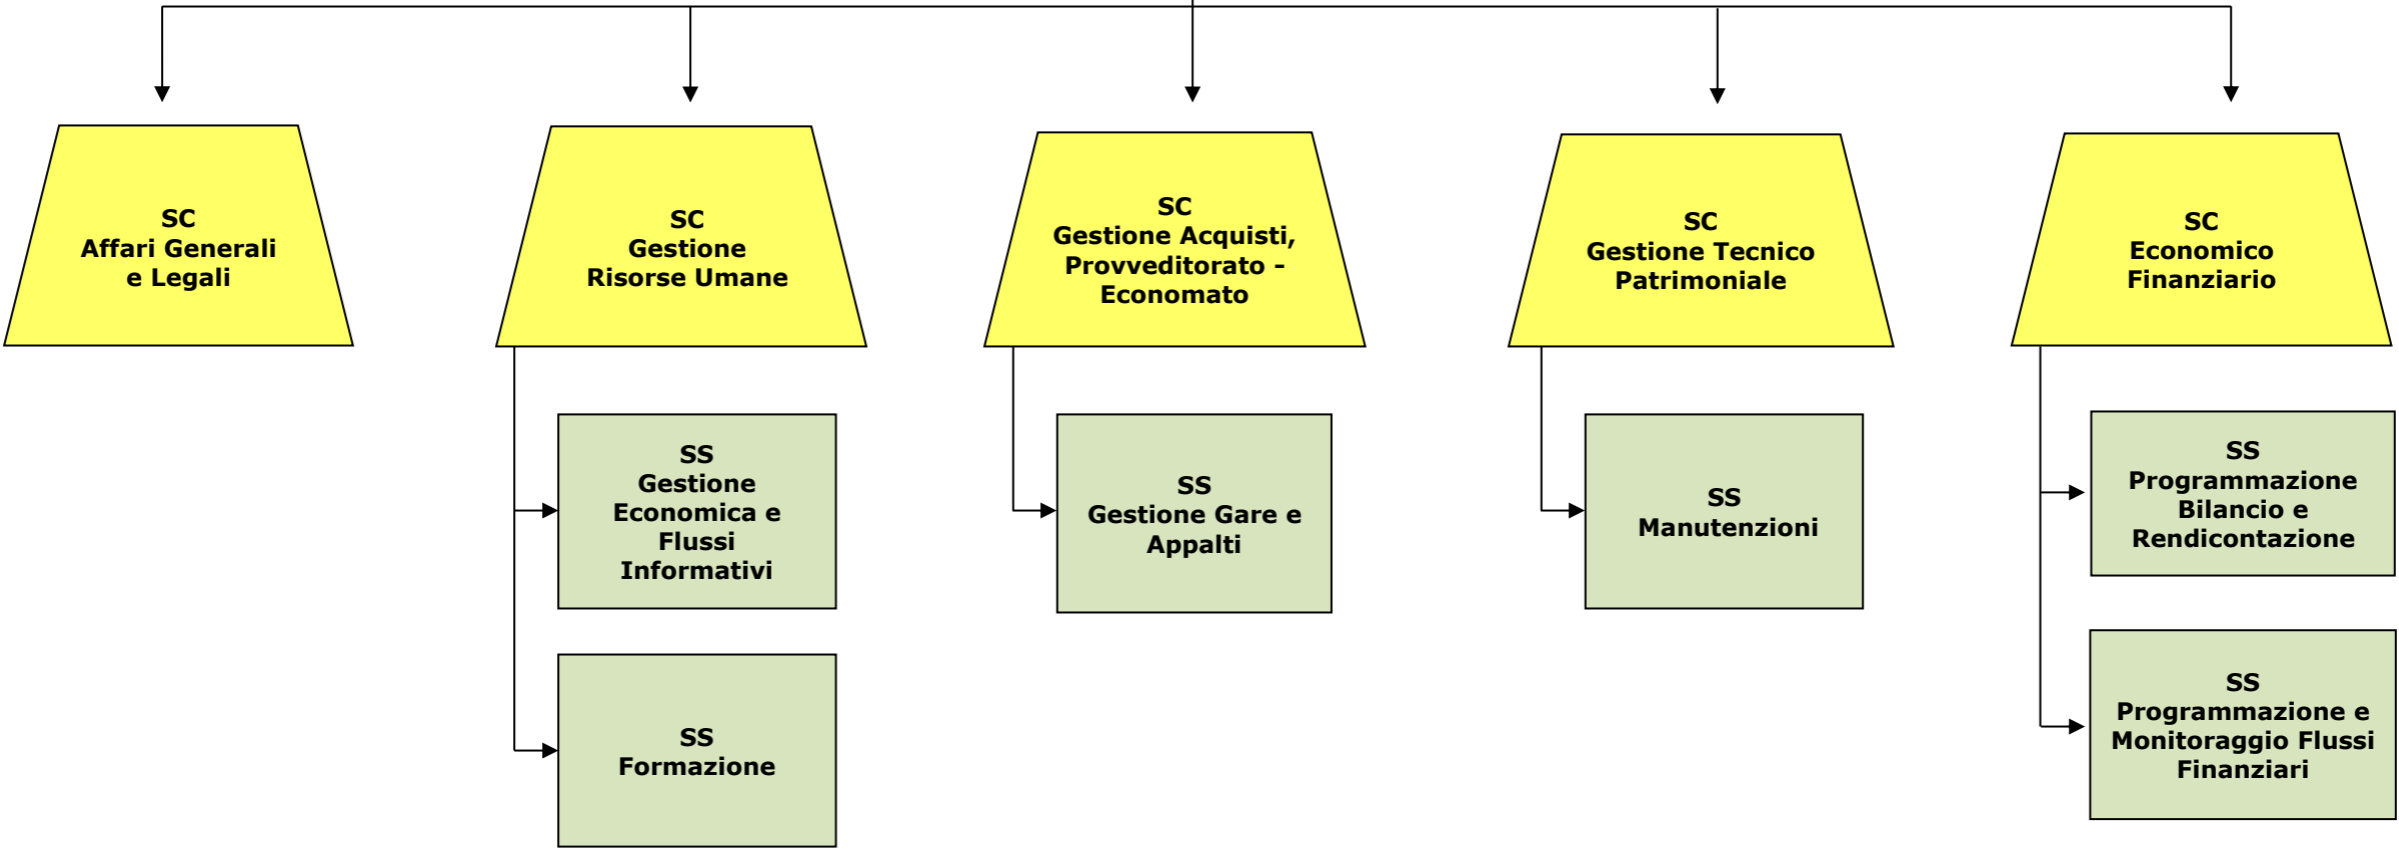 SC
Affari Generali
e Legali
SC
Gestione
Risorse Umane
SC
Gestione Acquisti,
Provveditorato -
Economato
SC
Gestione Tecnico
Patrimoniale
SC
Economico
Finanziario
SS
Gestione
Economica e
Flussi
Informativi
SS
Gestione Gare e
Appalti
SS
Manutenzioni
SS
Programmazione
Bilancio e
Rendicontazione
SS
Formazione
SS
Programmazione e
Monitoraggio Flussi
Finanziari